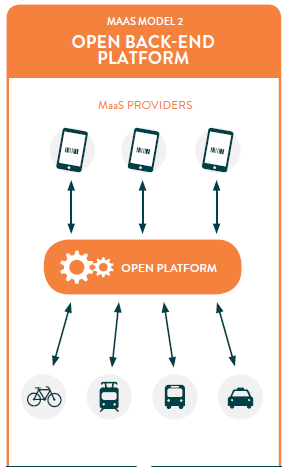 MAAS MODEL 2
OPEN BACK-END
PLATFORM
MaaS PROVIDERS
OPEN PLATFORM